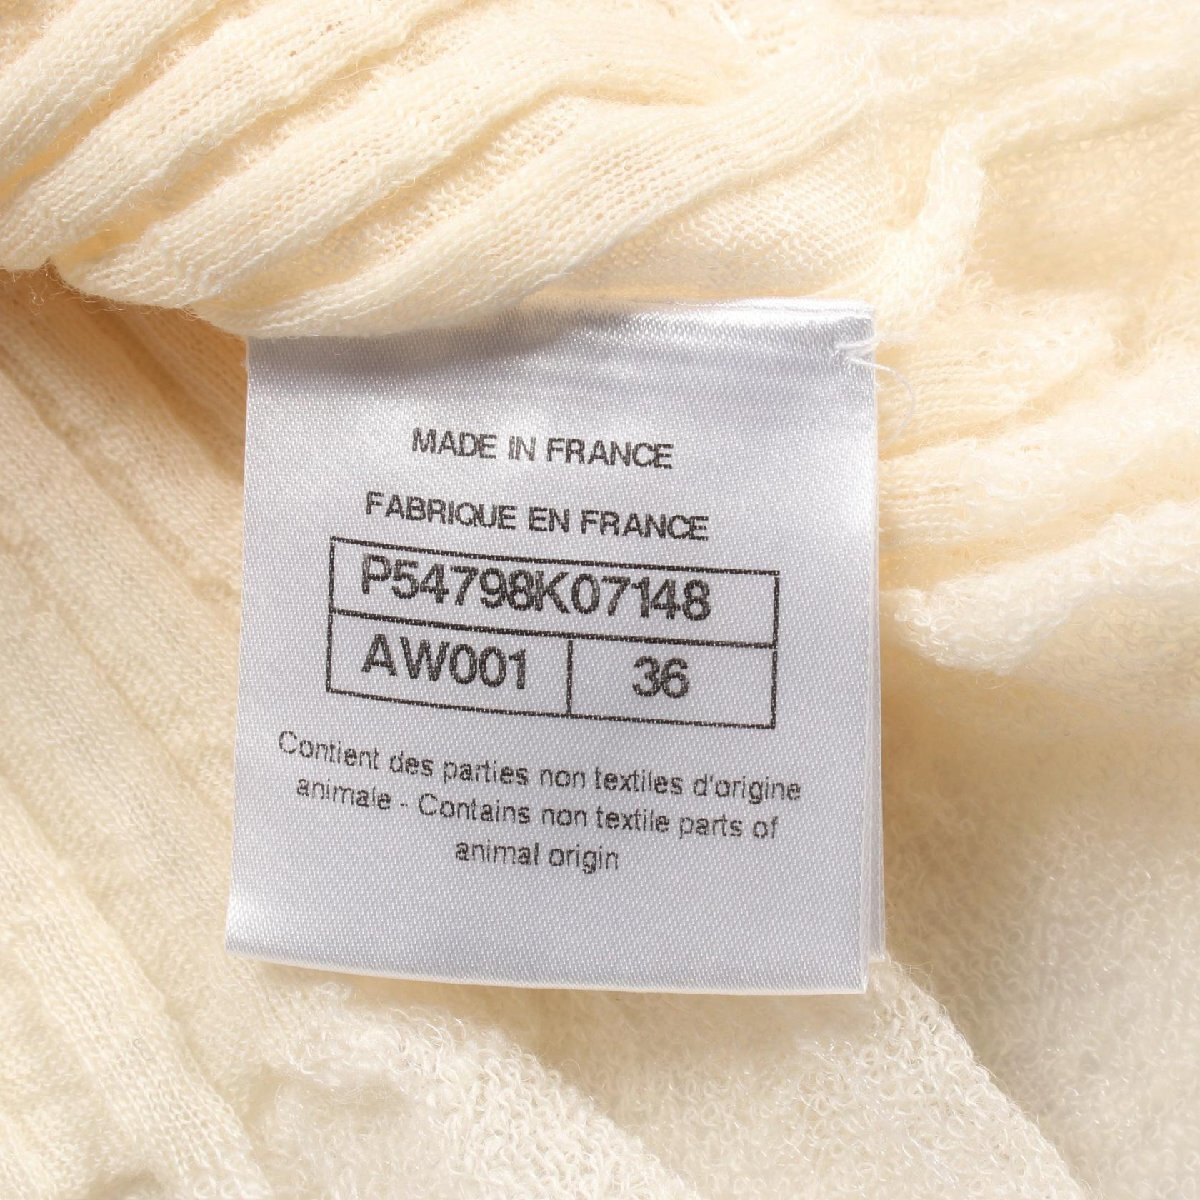 MADE IN FRANCE
FABRIQUE EN FRANCE
P54798K07148
AW001 36
Contient des parties non textiles d'origine
animale - Contains non textile parts of
animal origin